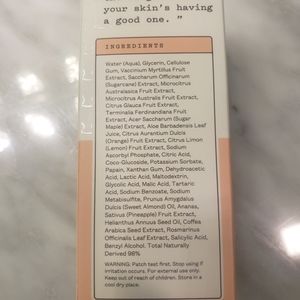 your skin's having
a good one. ”
INGREDIENTS
Water (Aqua), Glycerin, Cellulose
Gum, Vaccinium Myrtillus Fruit
Extract, Saccharum Officinarum
(Sugarcane) Extract, Microcitrus
Australasica Fruit Extract,
Microcitrus Australis Fruit Extract,
Citrus Glauca Fruit Extract,
Terminalia Ferdinandiana Fruit
Extract, Acer Saccharum (Sugar
Maple) Extract, Aloe Barbadensis Leaf
Juice, Citrus Aurantium Dulcis
(Orange) Fruit Extract, Citrus Limon
(Lemon) Fruit Extract, Sodium
Ascorbyl Phosphate, Citric Acid,
Coco-Glucoside, Potassium Sorbate,
Papain, Xanthan Gum, Dehydroacetic
Acid, Lactic Acid, Maltodextrin,
Glycolic Acid, Malic Acid, Tartaric
Acid, Sodium Benzoate, Sodium
Metabisulfite, Prunus Amygdalus
Dulcis (Sweet Almond) Oil, Ananas,
Sativus (Pineapple) Fruit Extract,
Helianthus Annuus Seed Oil, Coffea
Arabica Seed Extract, Rosmarinus
Officinalis Leaf Extract, Salicylic Acid,
Benzyl Alcohol. Total Naturally
Derived 98%
WARNING: Patch test first. Stop using if
irritation occurs. For external use only.
Keep out of reach of children. Store in a
cool dry place.